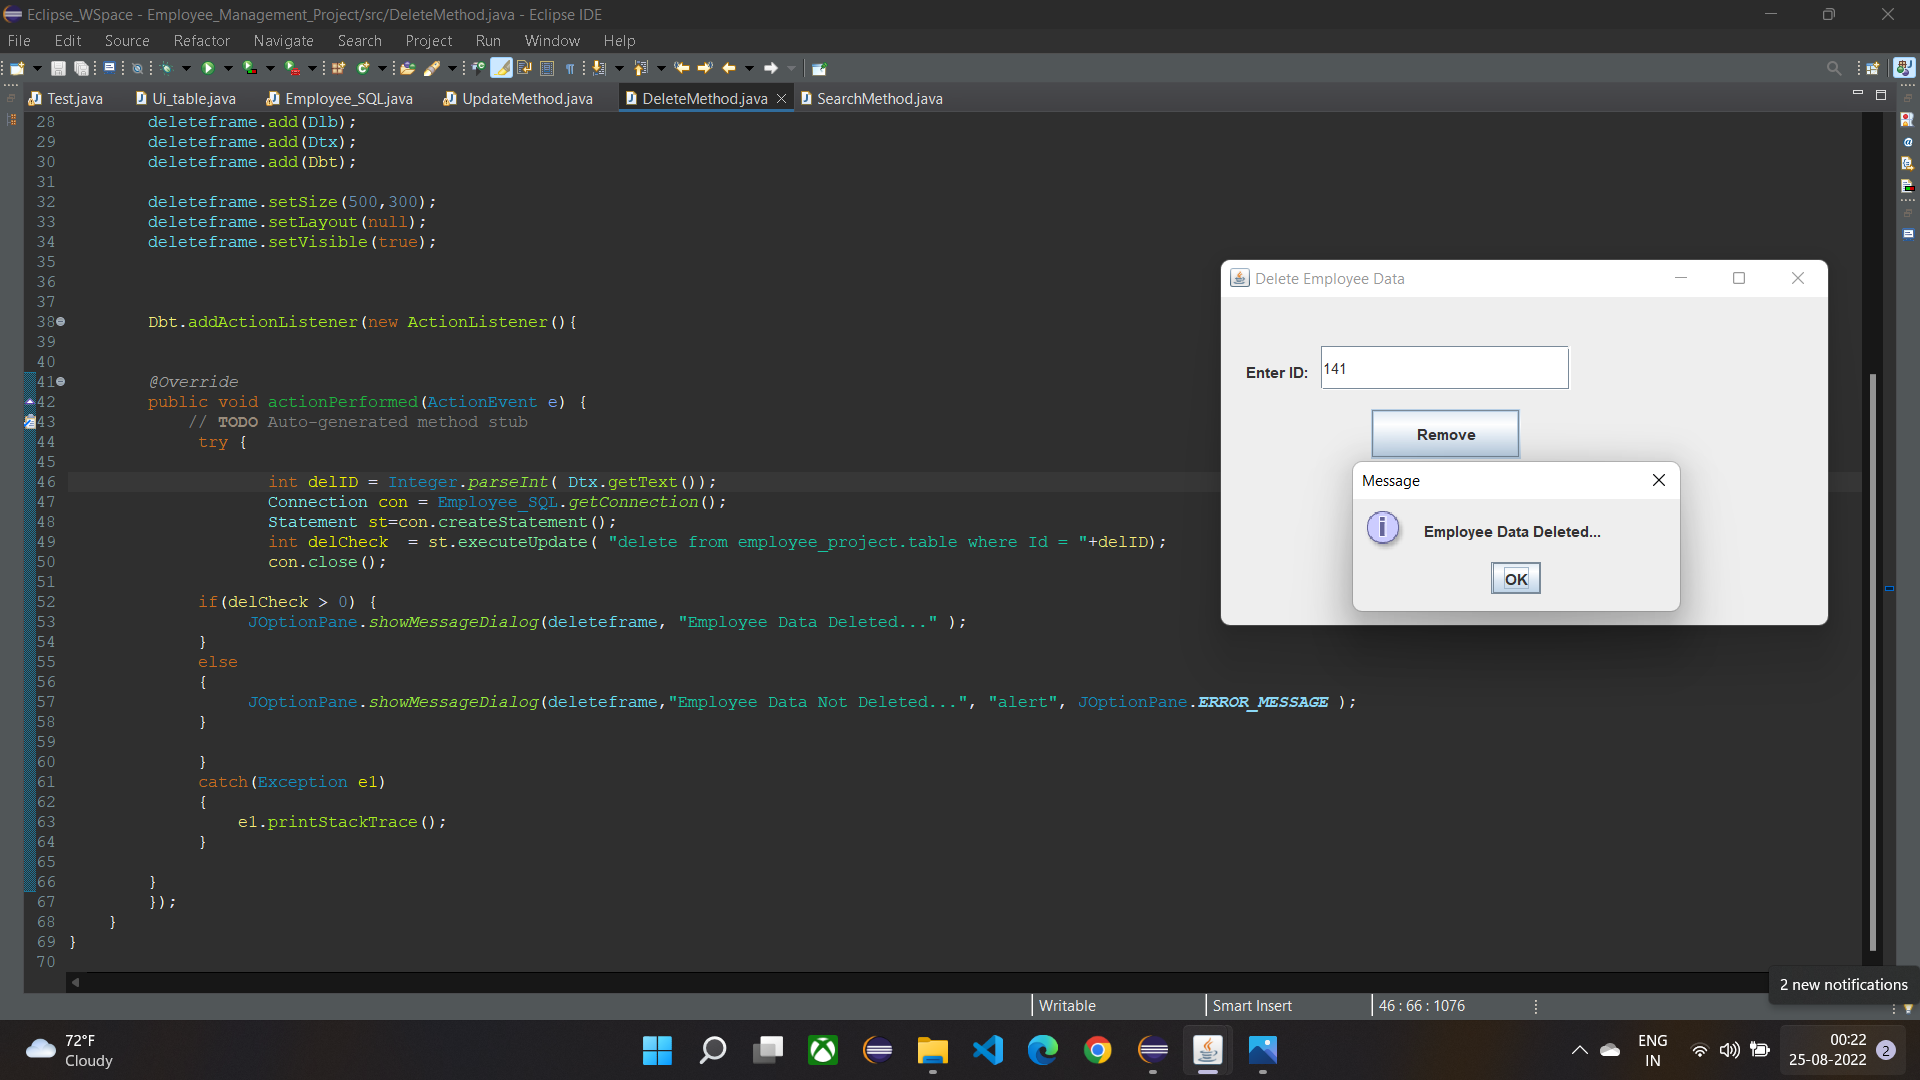 Eclipse_WSpace - Employee_Management_Project/src/DeleteMethod.java - Eclipse IDE
File Edit Source Refactor Navigate Search Project Run Window Help
Test.java Ui_table.java Employee_SQL.java UpdateMethod.java DeleteMethod.java SearchMethod.java
28 deleteframe.add(Dlb);
29 deleteframe.add(Dtx);
30 deleteframe.add(Dbt);
31
32 deleteframe.setSize(500,300);
33 deleteframe.setLayout(null);
34 deleteframe.setVisible(true);
35
36
37
38 Dbt.addActionListener(new ActionListener(){
39
40
41 @Override
42 public void actionPerformed(ActionEvent e) {
43 // TODO Auto-generated method stub
44 try {
45
46 int delID = Integer.parseInt( Dtx.getText());
47 Connection con = Employee_SQL.getConnection();
48 Statement st=con.createStatement();
49 int delCheck  = st.executeUpdate( "delete from employee_project.table where Id = "+delID);
50 con.close();
51
52 if(delCheck > 0) {
53 JOptionPane.showMessageDialog(deleteframe, "Employee Data Deleted..." );
54 }
55 else
56 {
57 JOptionPane.showMessageDialog(deleteframe,"Employee Data Not Deleted...", "alert", JOptionPane.ERROR_MESSAGE );
58 }
59
60 }
61 catch(Exception e1)
62 {
63 e1.printStackTrace();
64 }
65
66 }
67 });
68 }
69 }
70
Delete Employee Data
Enter ID: 141
Remove
Message
Employee Data Deleted...
OK
2 new notifications
Writable Smart Insert 46 : 66 : 1076
72°F
Cloudy
ENG
IN
00:22
25-08-2022
2